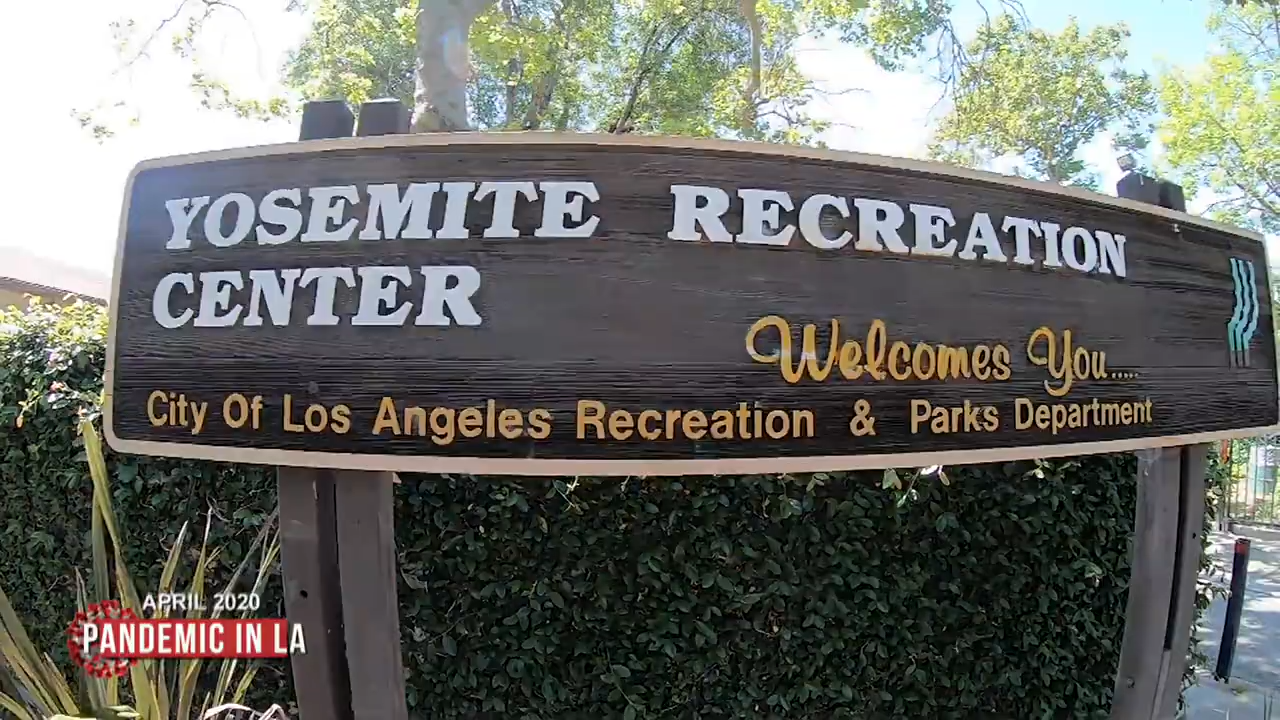 YOSEMITE RECREATION
CENTER
Welcomes You.....
City Of Los Angeles Recreation & Parks Department
APRIL 2020
PANDEMIC IN LA